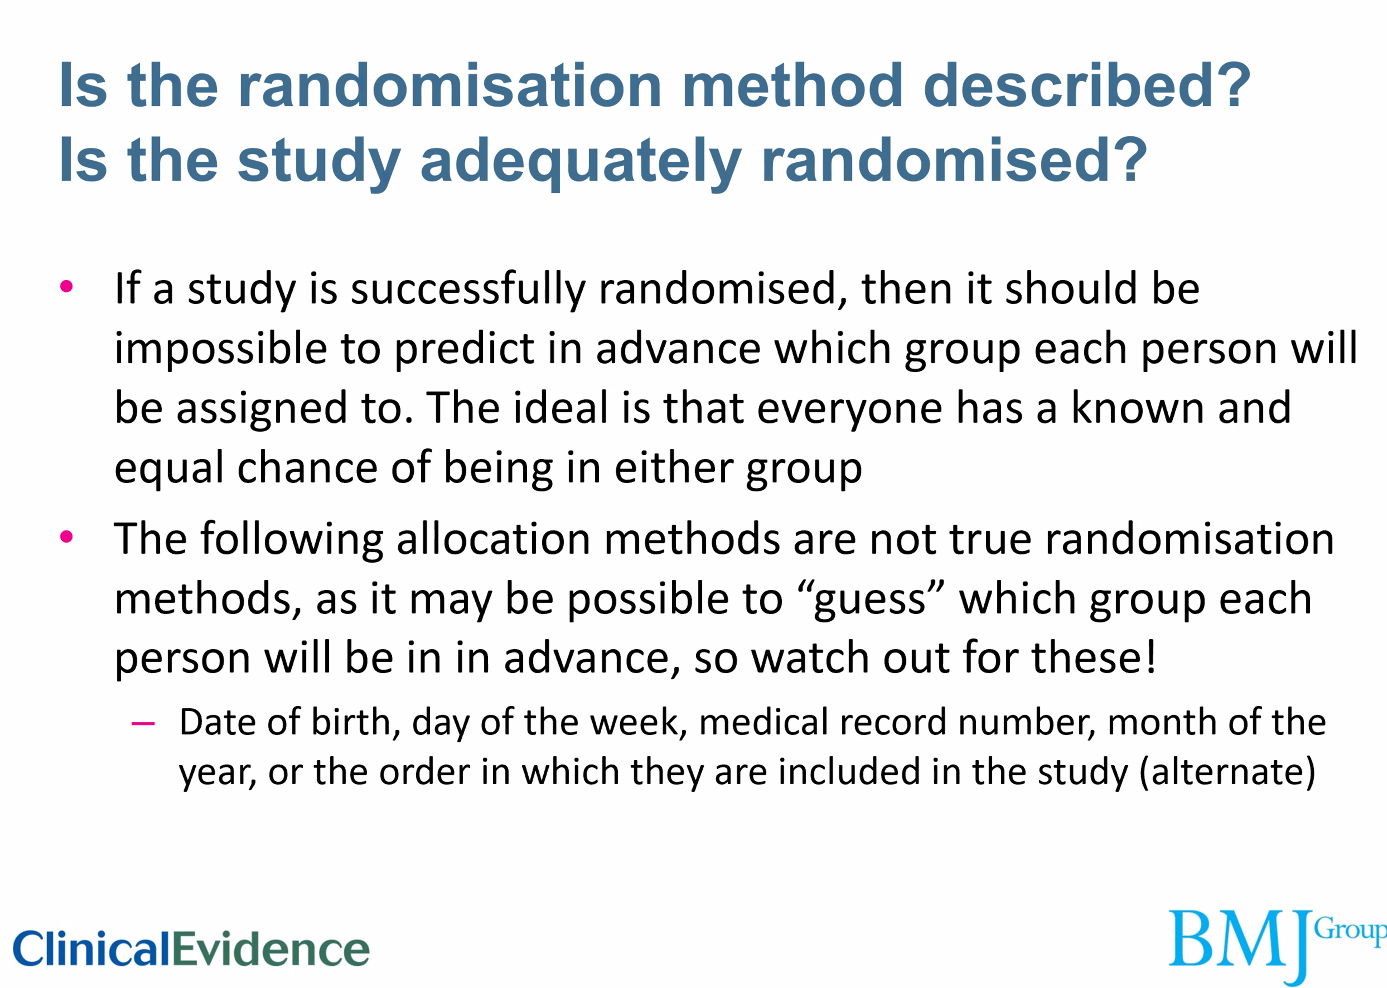 Is the randomisation method described?
Is the study adequately randomised?
• If a study is successfully randomised, then it should be
impossible to predict in advance which group each person will
be assigned to. The ideal is that everyone has a known and
equal chance of being in either group
• The following allocation methods are not true randomisation
methods, as it may be possible to “guess” which group each
person will be in in advance, so watch out for these!
– Date of birth, day of the week, medical record number, month of the
year, or the order in which they are included in the study (alternate)
ClinicalEvidence
BMJ Group